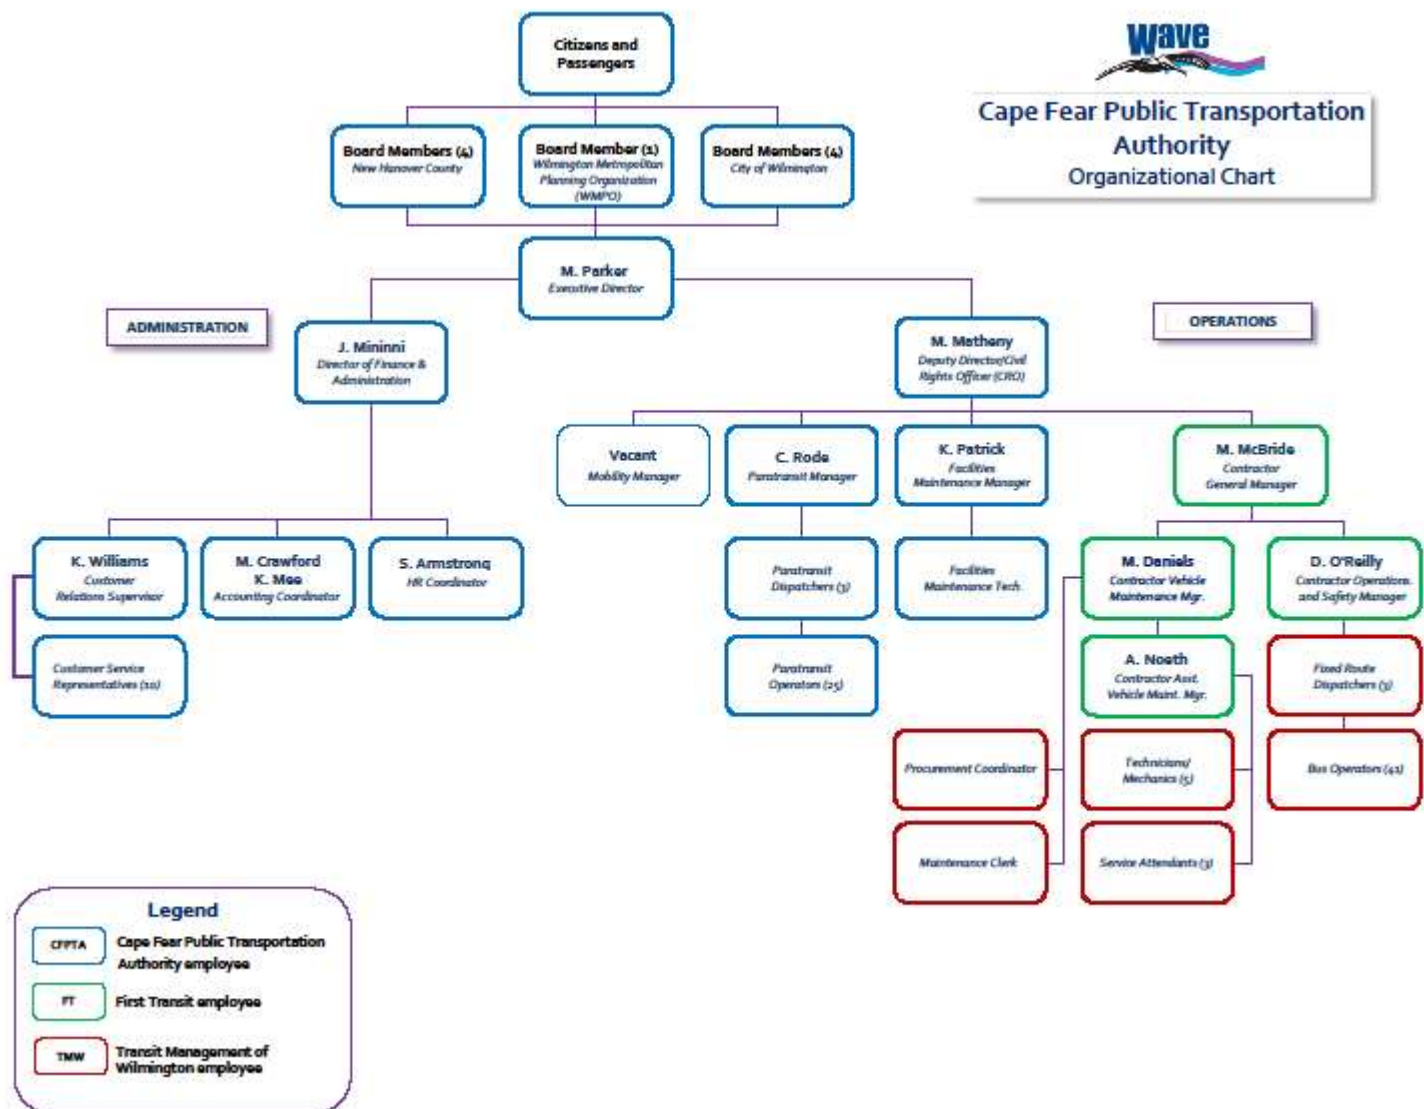 Wave
Cape Fear Public Transportation
Authority
Organizational Chart
Citizens and
Passengers
Board Members (4)
New Hanover County
Board Member (1)
Wilmington Metropolitan
Planning Organization
(WMPO)
Board Members (4)
City of Wilmington
M. Parker
Executive Director
ADMINISTRATION
OPERATIONS
J. Mininni
Director of Finance &
Administration
M. Matheny
Deputy Director/Civil
Rights Officer (CRO)
Vacant
Mobility Manager
C. Rode
Paratransit Manager
K. Patrick
Facilities
Maintenance Manager
M. McBride
Contractor
General Manager
K. Williams
Customer
Relations Supervisor
M. Crawford
K. Mee
Accounting Coordinator
S. Armstrong
HR Coordinator
Paratransit
Dispatchers (3)
Facilities
Maintenance Tech.
M. Daniels
Contractor Vehicle
Maintenance Mgr.
D. O'Reilly
Contractor Operations
and Safety Manager
Customer Service
Representatives (10)
Paratransit
Operators (25)
A. Noeth
Contractor Asst.
Vehicle Maint. Mgr.
Fixed Route
Dispatchers (3)
Procurement Coordinator
Technicians/
Mechanics (5)
Bus Operators (42)
Maintenance Clerk
Service Attendants (3)
Legend
CFPTA
Cape Fear Public Transportation
Authority employee
FT
First Transit employee
TMW
Transit Management of
Wilmington employee